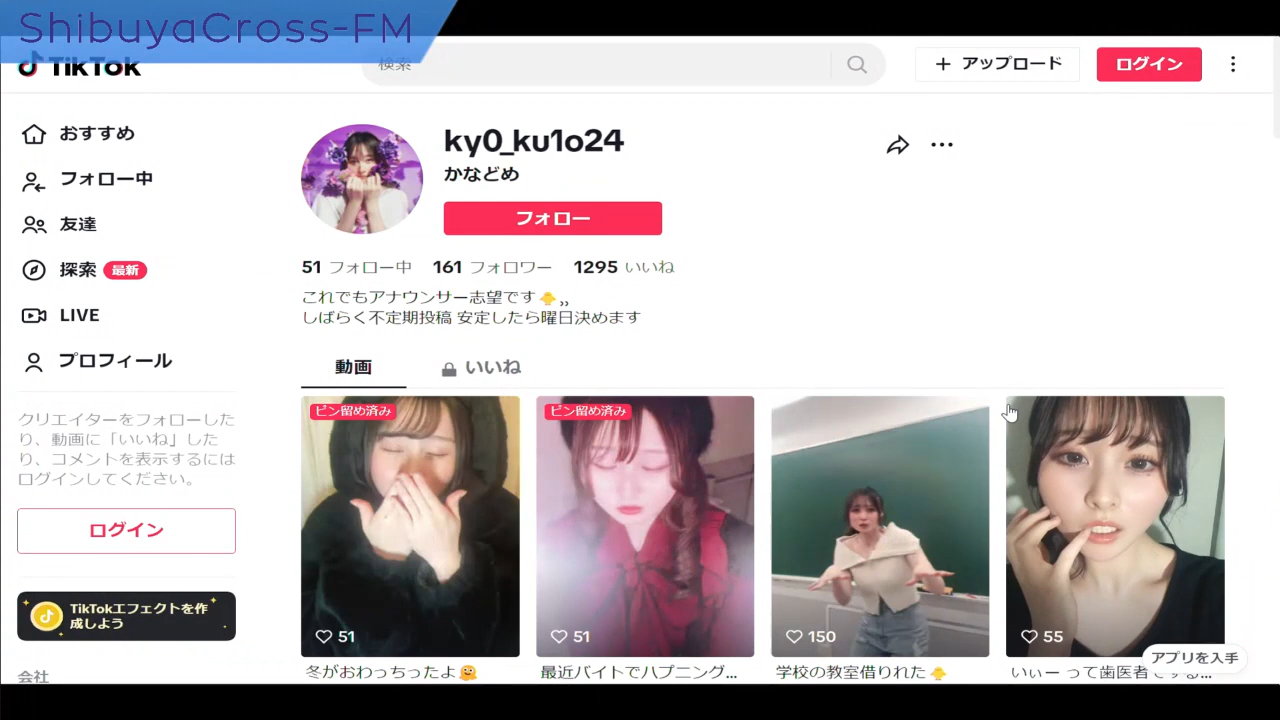 ShibuyaCross-FM
TikTok
検索
アップロード
ログイン
おすすめ
フォロー中
友達
探索 最新
LIVE
プロフィール
クリエイターをフォローした
り、動画に「いいね」した
り、コメントを表示するには
ログインしてください。
ログイン
TikTokエフェクトを作
成しよう
会社
ky0_ku1o24
かなどめ
フォロー
51 フォロー中 161 フォロワー 1295 いいね
これでもアナウンサー志望です🐥,,
しばらく不定期投稿 安定したら曜日決めます
動画 いいね
ピン留め済み
51
冬がおわっちったよ🫠
ピン留め済み
51
最近バイトでハプニング...
150
学校の教室借りれた🐥
55
いぃー って歯医者でする...
アプリを入手